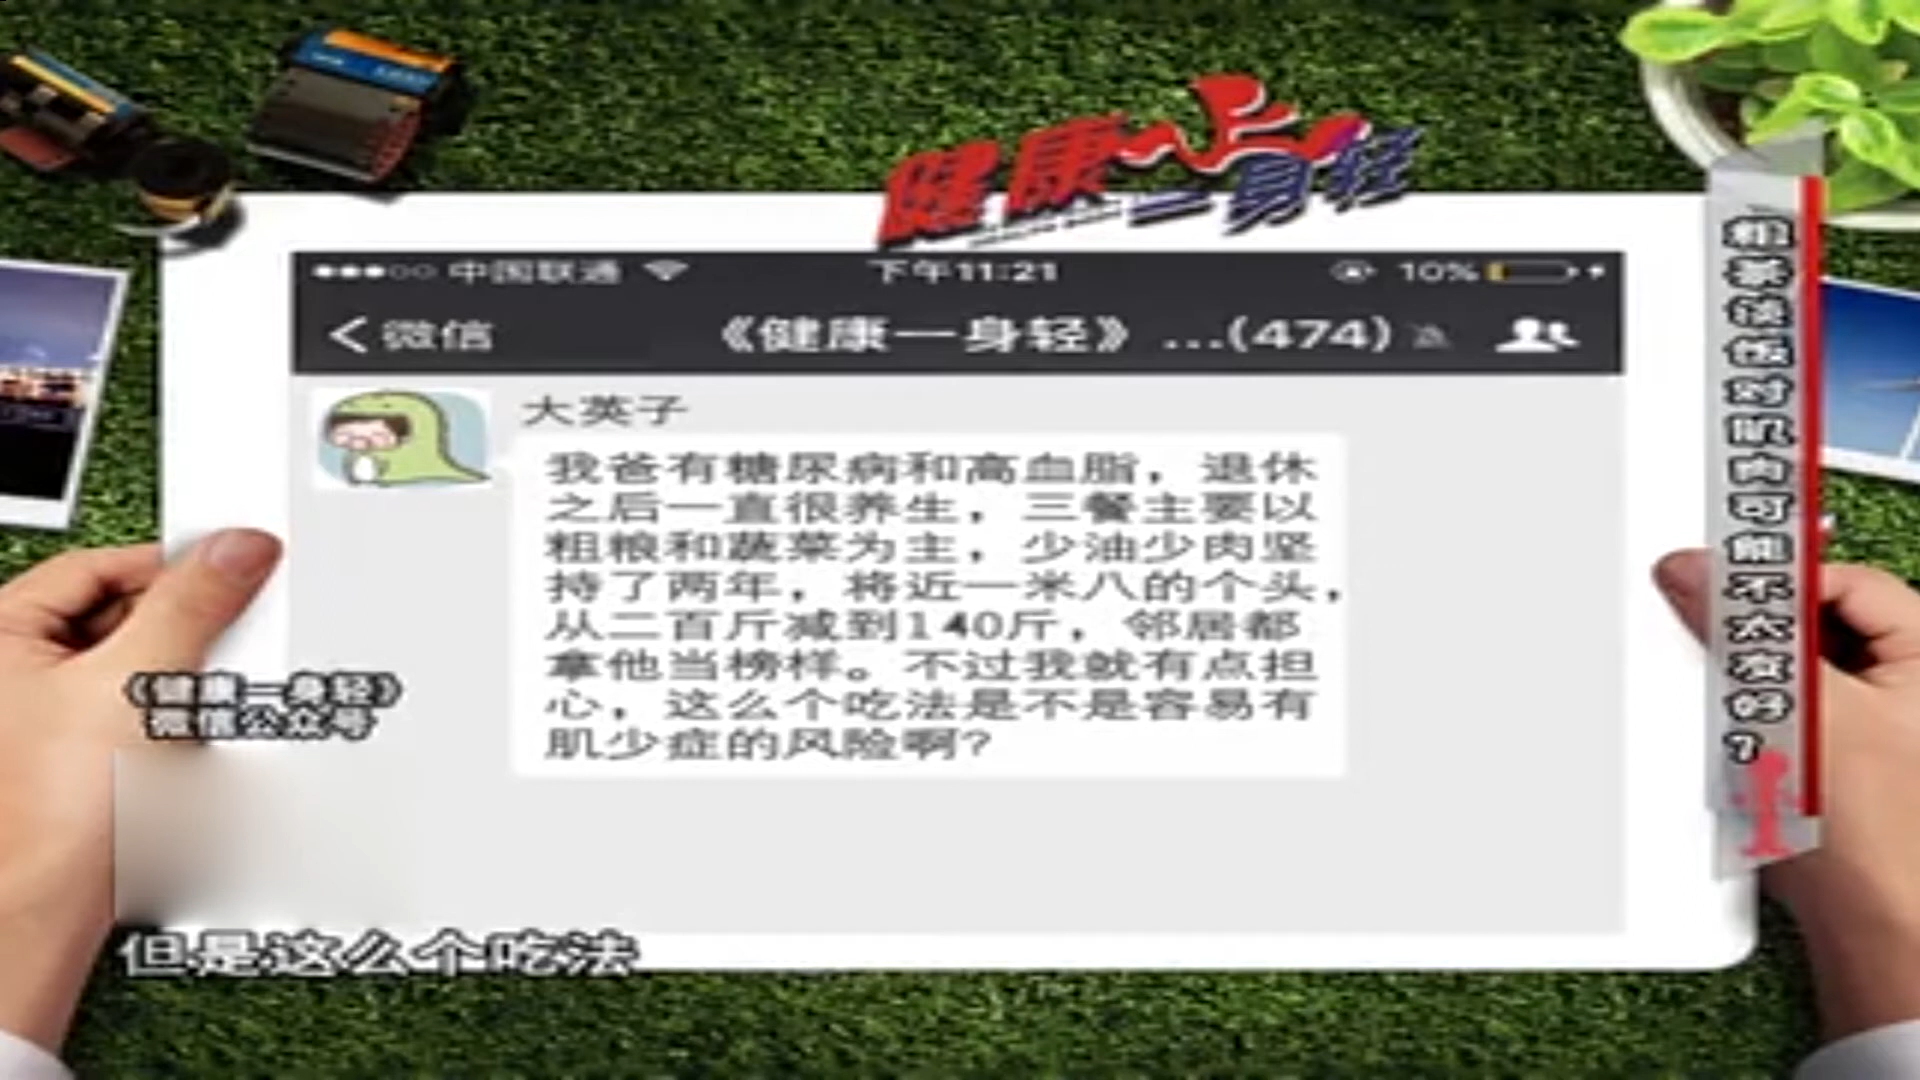 健康一身轻
中国联通
下午11:21
10%
微信
《健康一身轻》...(474)
大英子
我爸有糖尿病和高血脂，退休
之后一直很养生，三餐主要以
粗粮和蔬菜为主，少油少肉坚
持了两年，将近一米八的个头，
从二百斤减到140斤，邻居都
拿他当榜样。不过我就有点担
心，这么个吃法是不是容易有
肌少症的风险啊？
《健康一身轻》
微信公众号
粗茶淡饭对肌肉可能不太友好？
但是这么个吃法